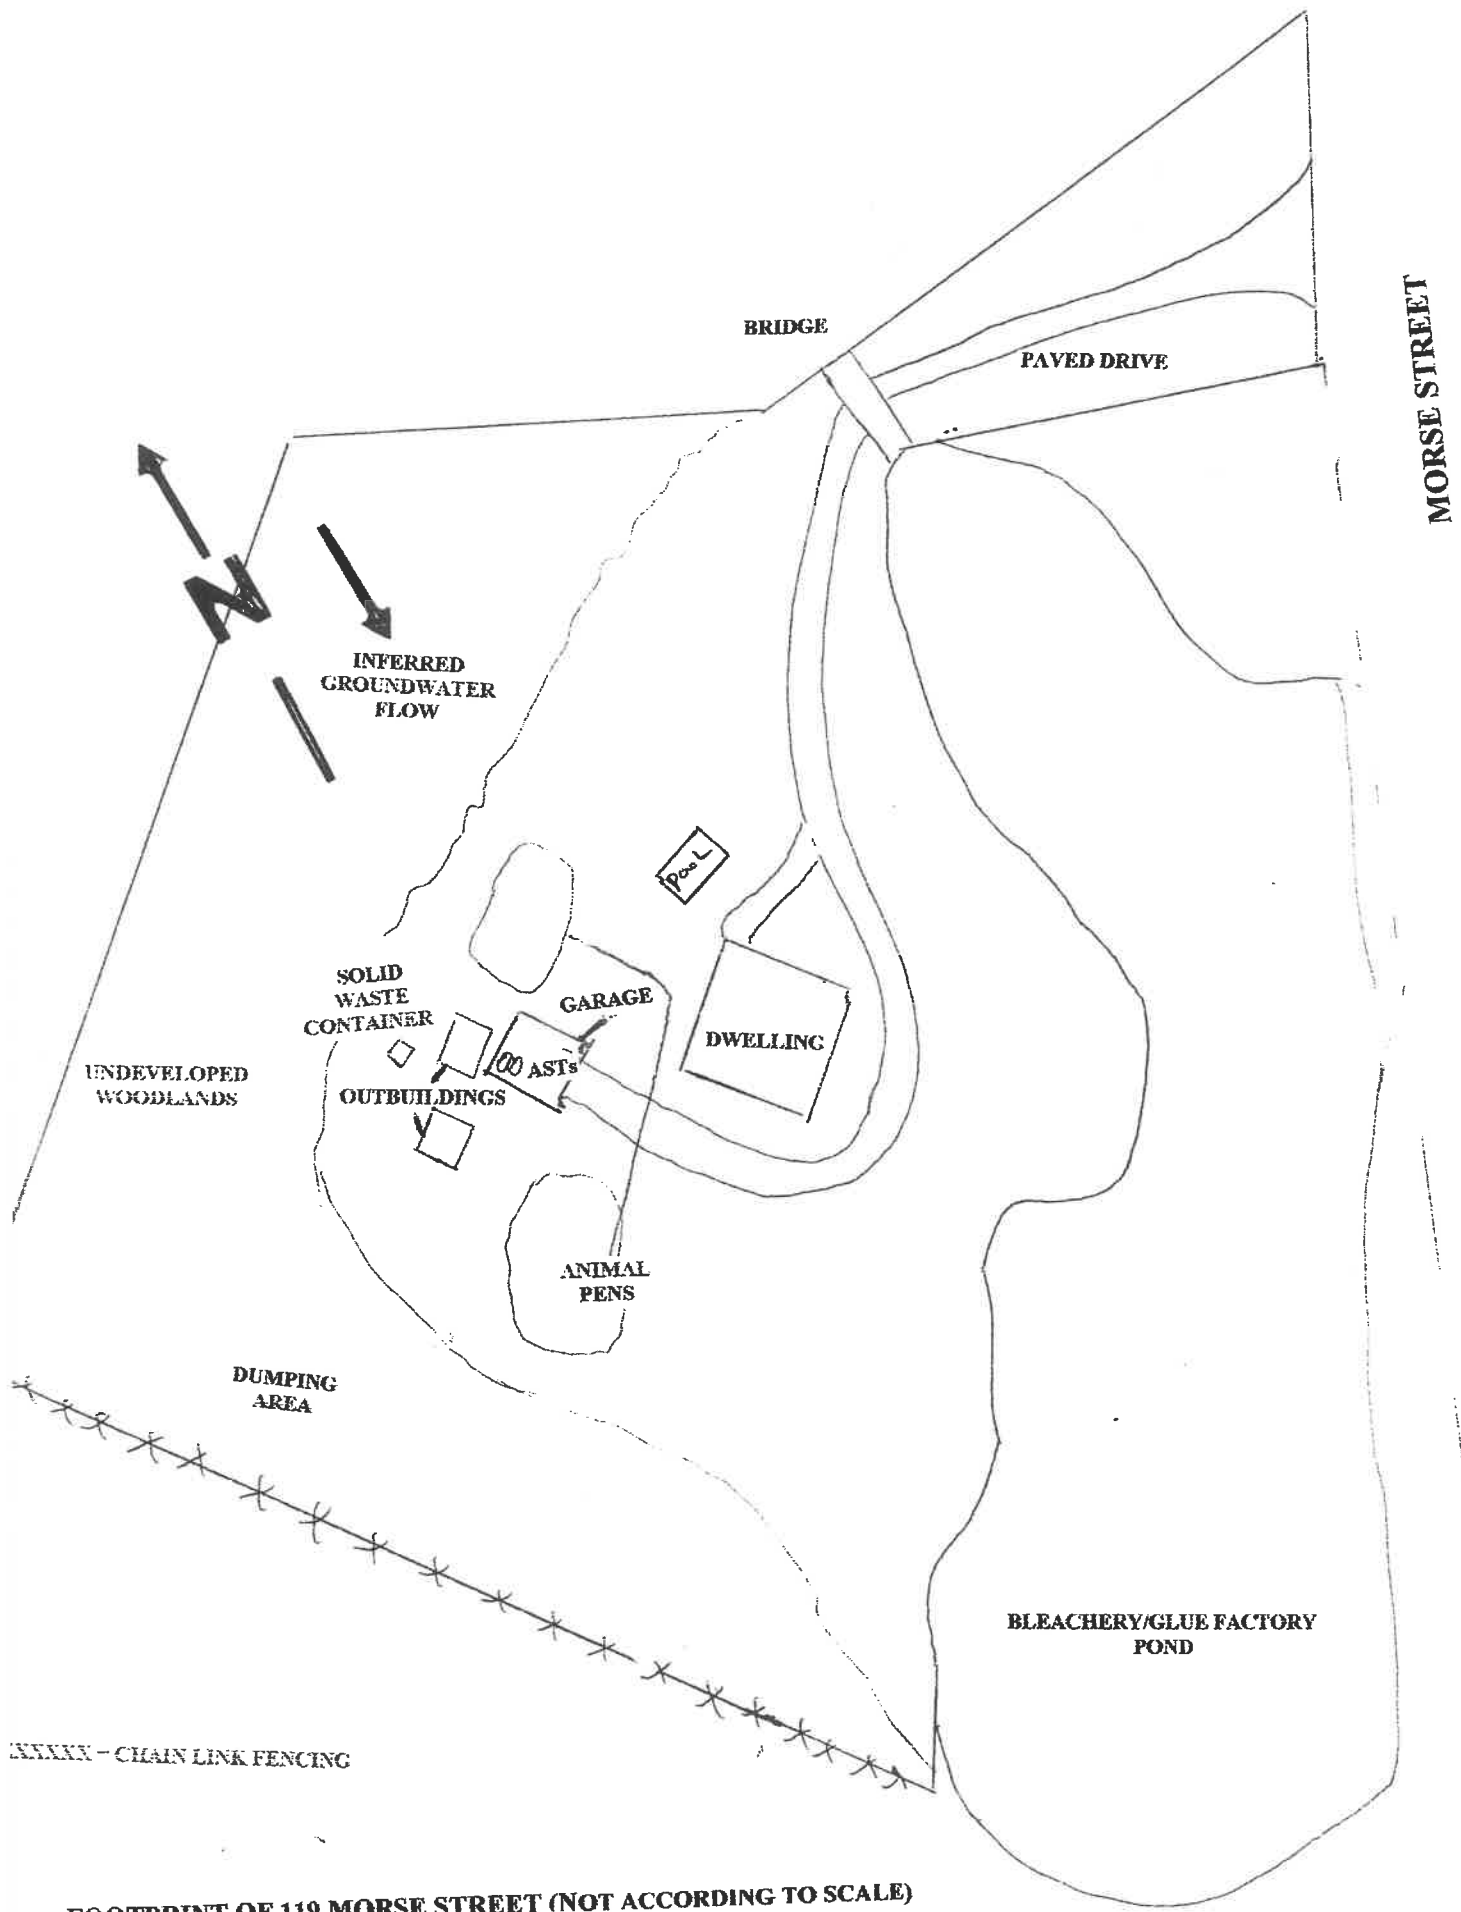 BRIDGE
PAVED DRIVE
MORSE STREET
N
INFERRED
GROUNDWATER
FLOW
POOL
SOLID
WASTE
CONTAINER
GARAGE
ASTs
DWELLING
UNDEVELOPED
WOODLANDS
OUTBUILDINGS
ANIMAL
PENS
DUMPING
AREA
BLEACHERY/GLUE FACTORY
POND
XXXXXX – CHAIN LINK FENCING
FOOTPRINT OF 119 MORSE STREET (NOT ACCORDING TO SCALE)